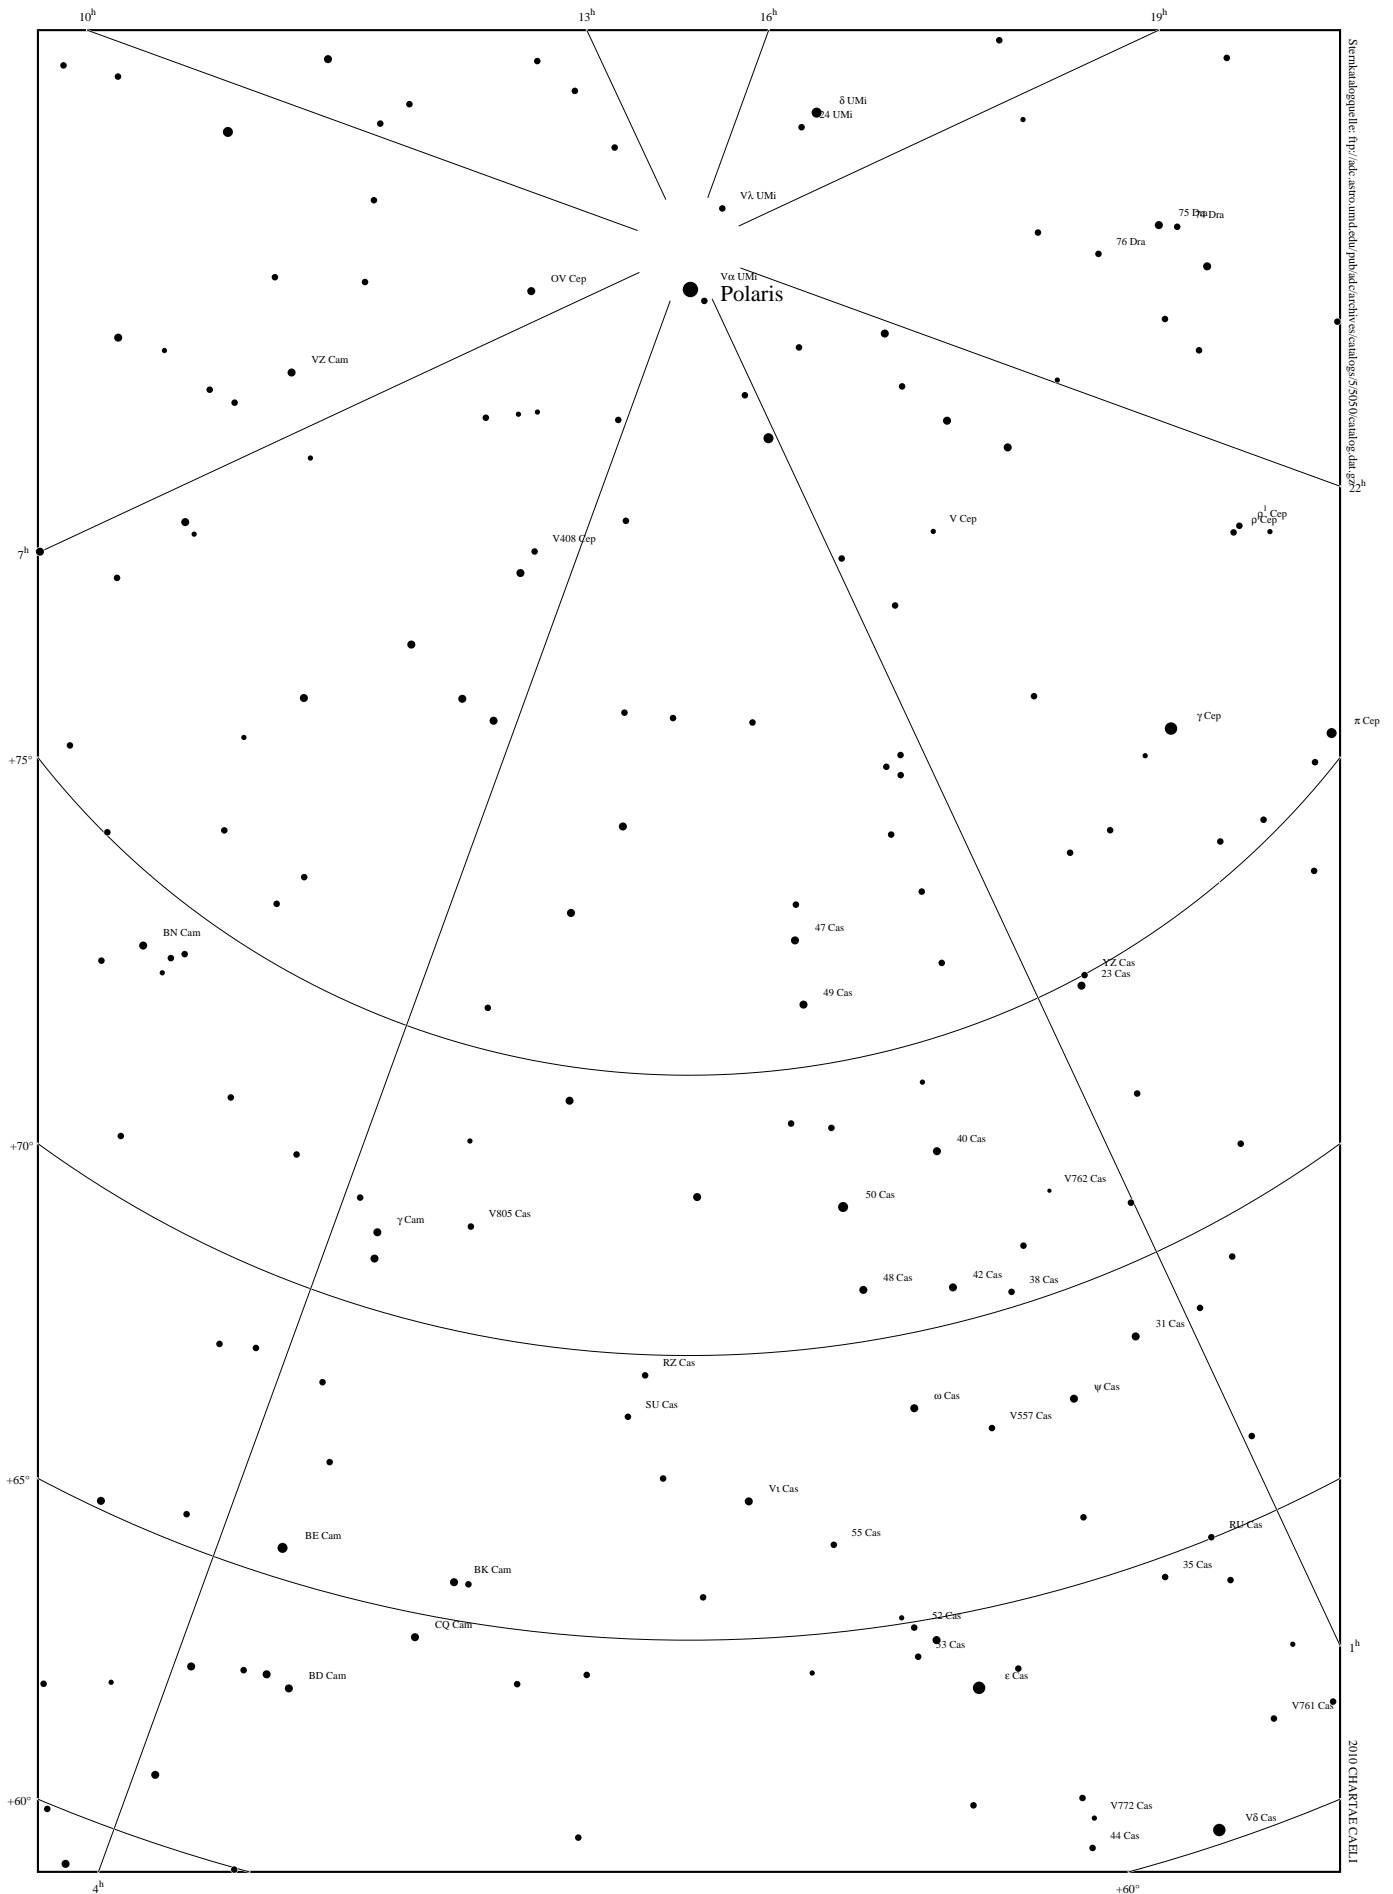 10h
13h
16h
19h
Sternkatalogquelle: ftp://adc.astro.umd.edu/pub/adc/archives/catalogs/5/5050/catalog.dat.gz
δ UMi
24 UMi
Vλ UMi
75 Dra
74 Dra
76 Dra
OV Cep
Vα UMi
Polaris
VZ Cam
22h
ρ1 Cep
ρ Cep
V Cep
V408 Cep
7h
γ Cep
π Cep
+75°
47 Cas
BN Cam
YZ Cas
23 Cas
49 Cas
40 Cas
+70°
V762 Cas
50 Cas
V805 Cas
γ Cam
48 Cas
42 Cas
38 Cas
31 Cas
RZ Cas
ψ Cas
ω Cas
SU Cas
V557 Cas
+65°
Vι Cas
RU Cas
55 Cas
BE Cam
35 Cas
BK Cam
52 Cas
CQ Cam
53 Cas
1h
ε Cas
BD Cam
V761 Cas
2010 CHARTAE CAELI
+60°
V772 Cas
Vδ Cas
44 Cas
4h
+60°